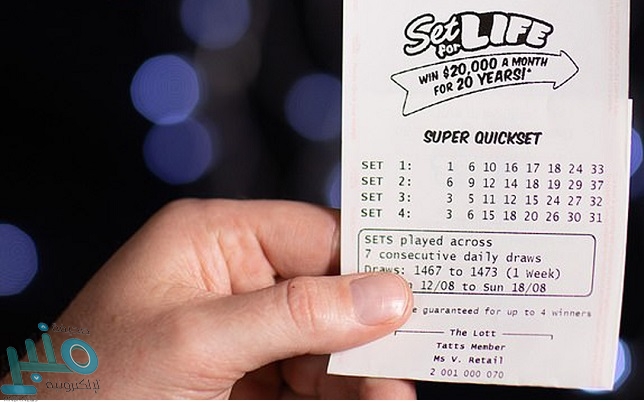 Set for LIFE
WIN $20,000 A MONTH
FOR 20 YEARS!*
SUPER QUICKSET
SET 1: 1 6 10 16 17 18 24 33
SET 2: 6 9 12 14 18 19 29 37
SET 3: 3 5 11 12 15 24 27 32
SET 4: 3 6 15 18 20 26 30 31
SETS played across
7 consecutive daily draws
Draws: 1467 to 1473 (1 Week)
12/08 to Sun 18/08
guaranteed for up to 4 winners
The Lott
Tatts Member
Ms V. Retail
2 001 000 070
منبر